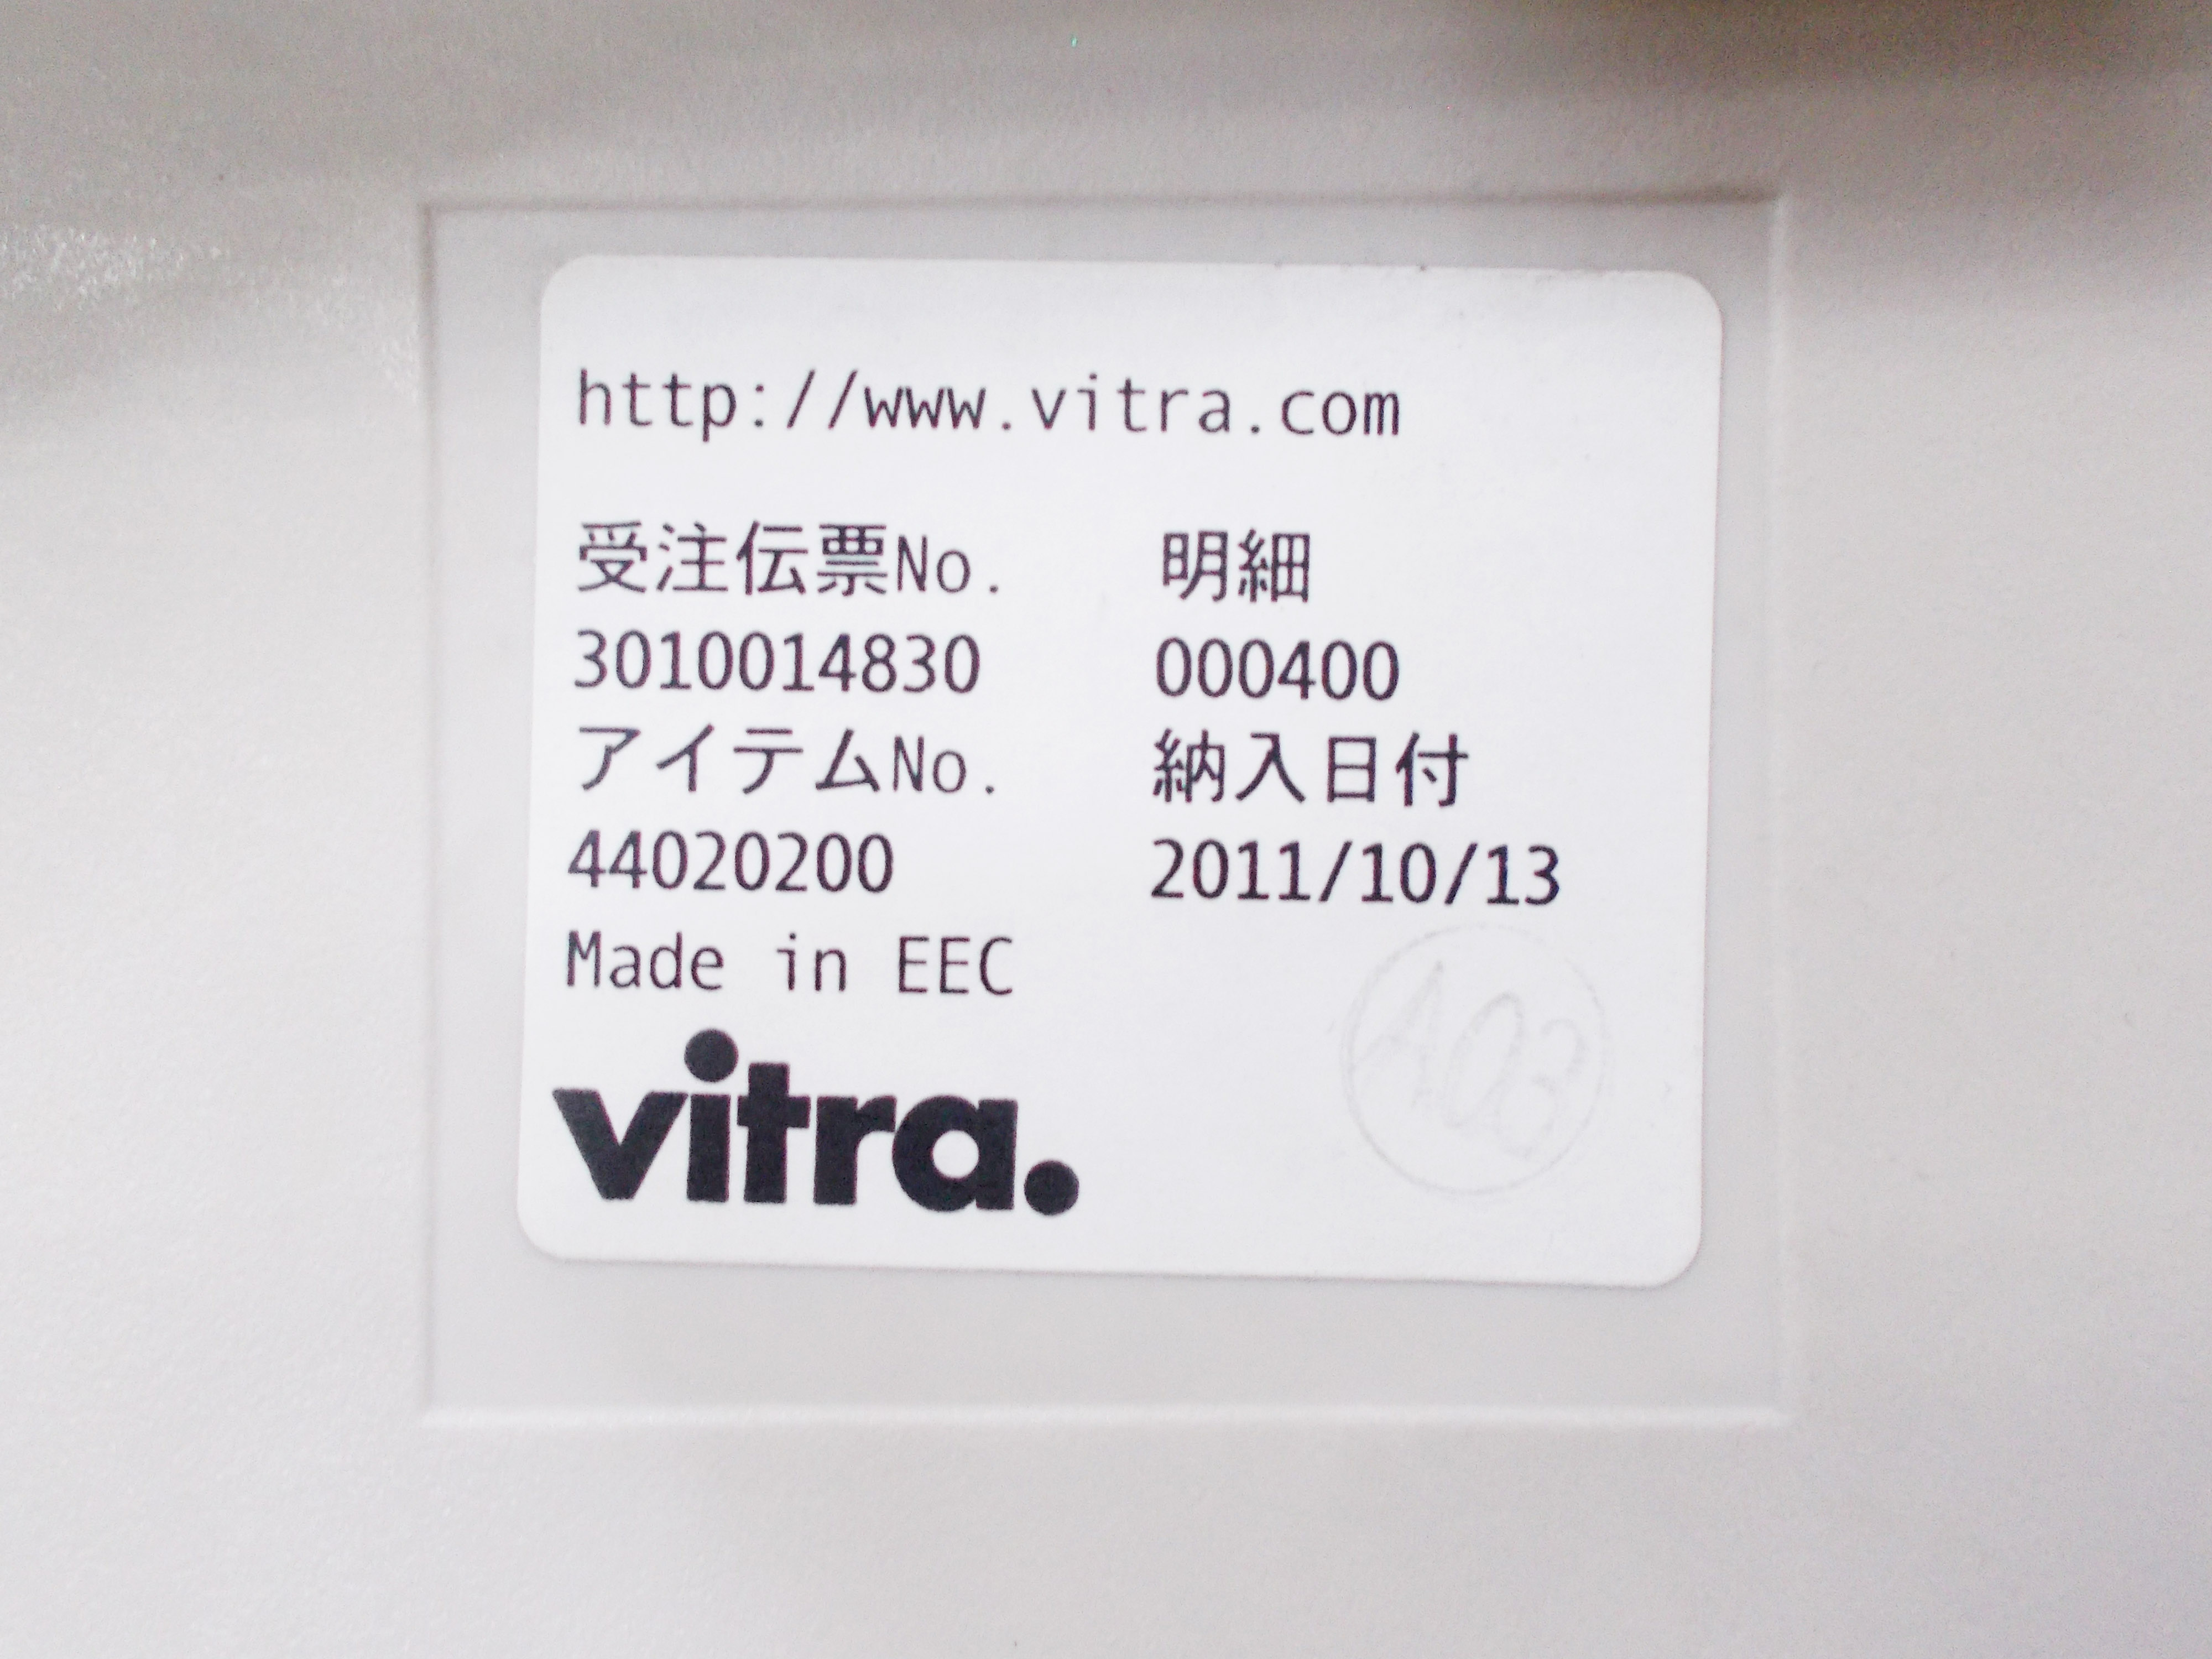 http://www.vitra.com
受注伝票No. 明細
3010014830 000400
アイテムNo. 納入日付
44020200 2011/10/13
Made in EEC
vitra.